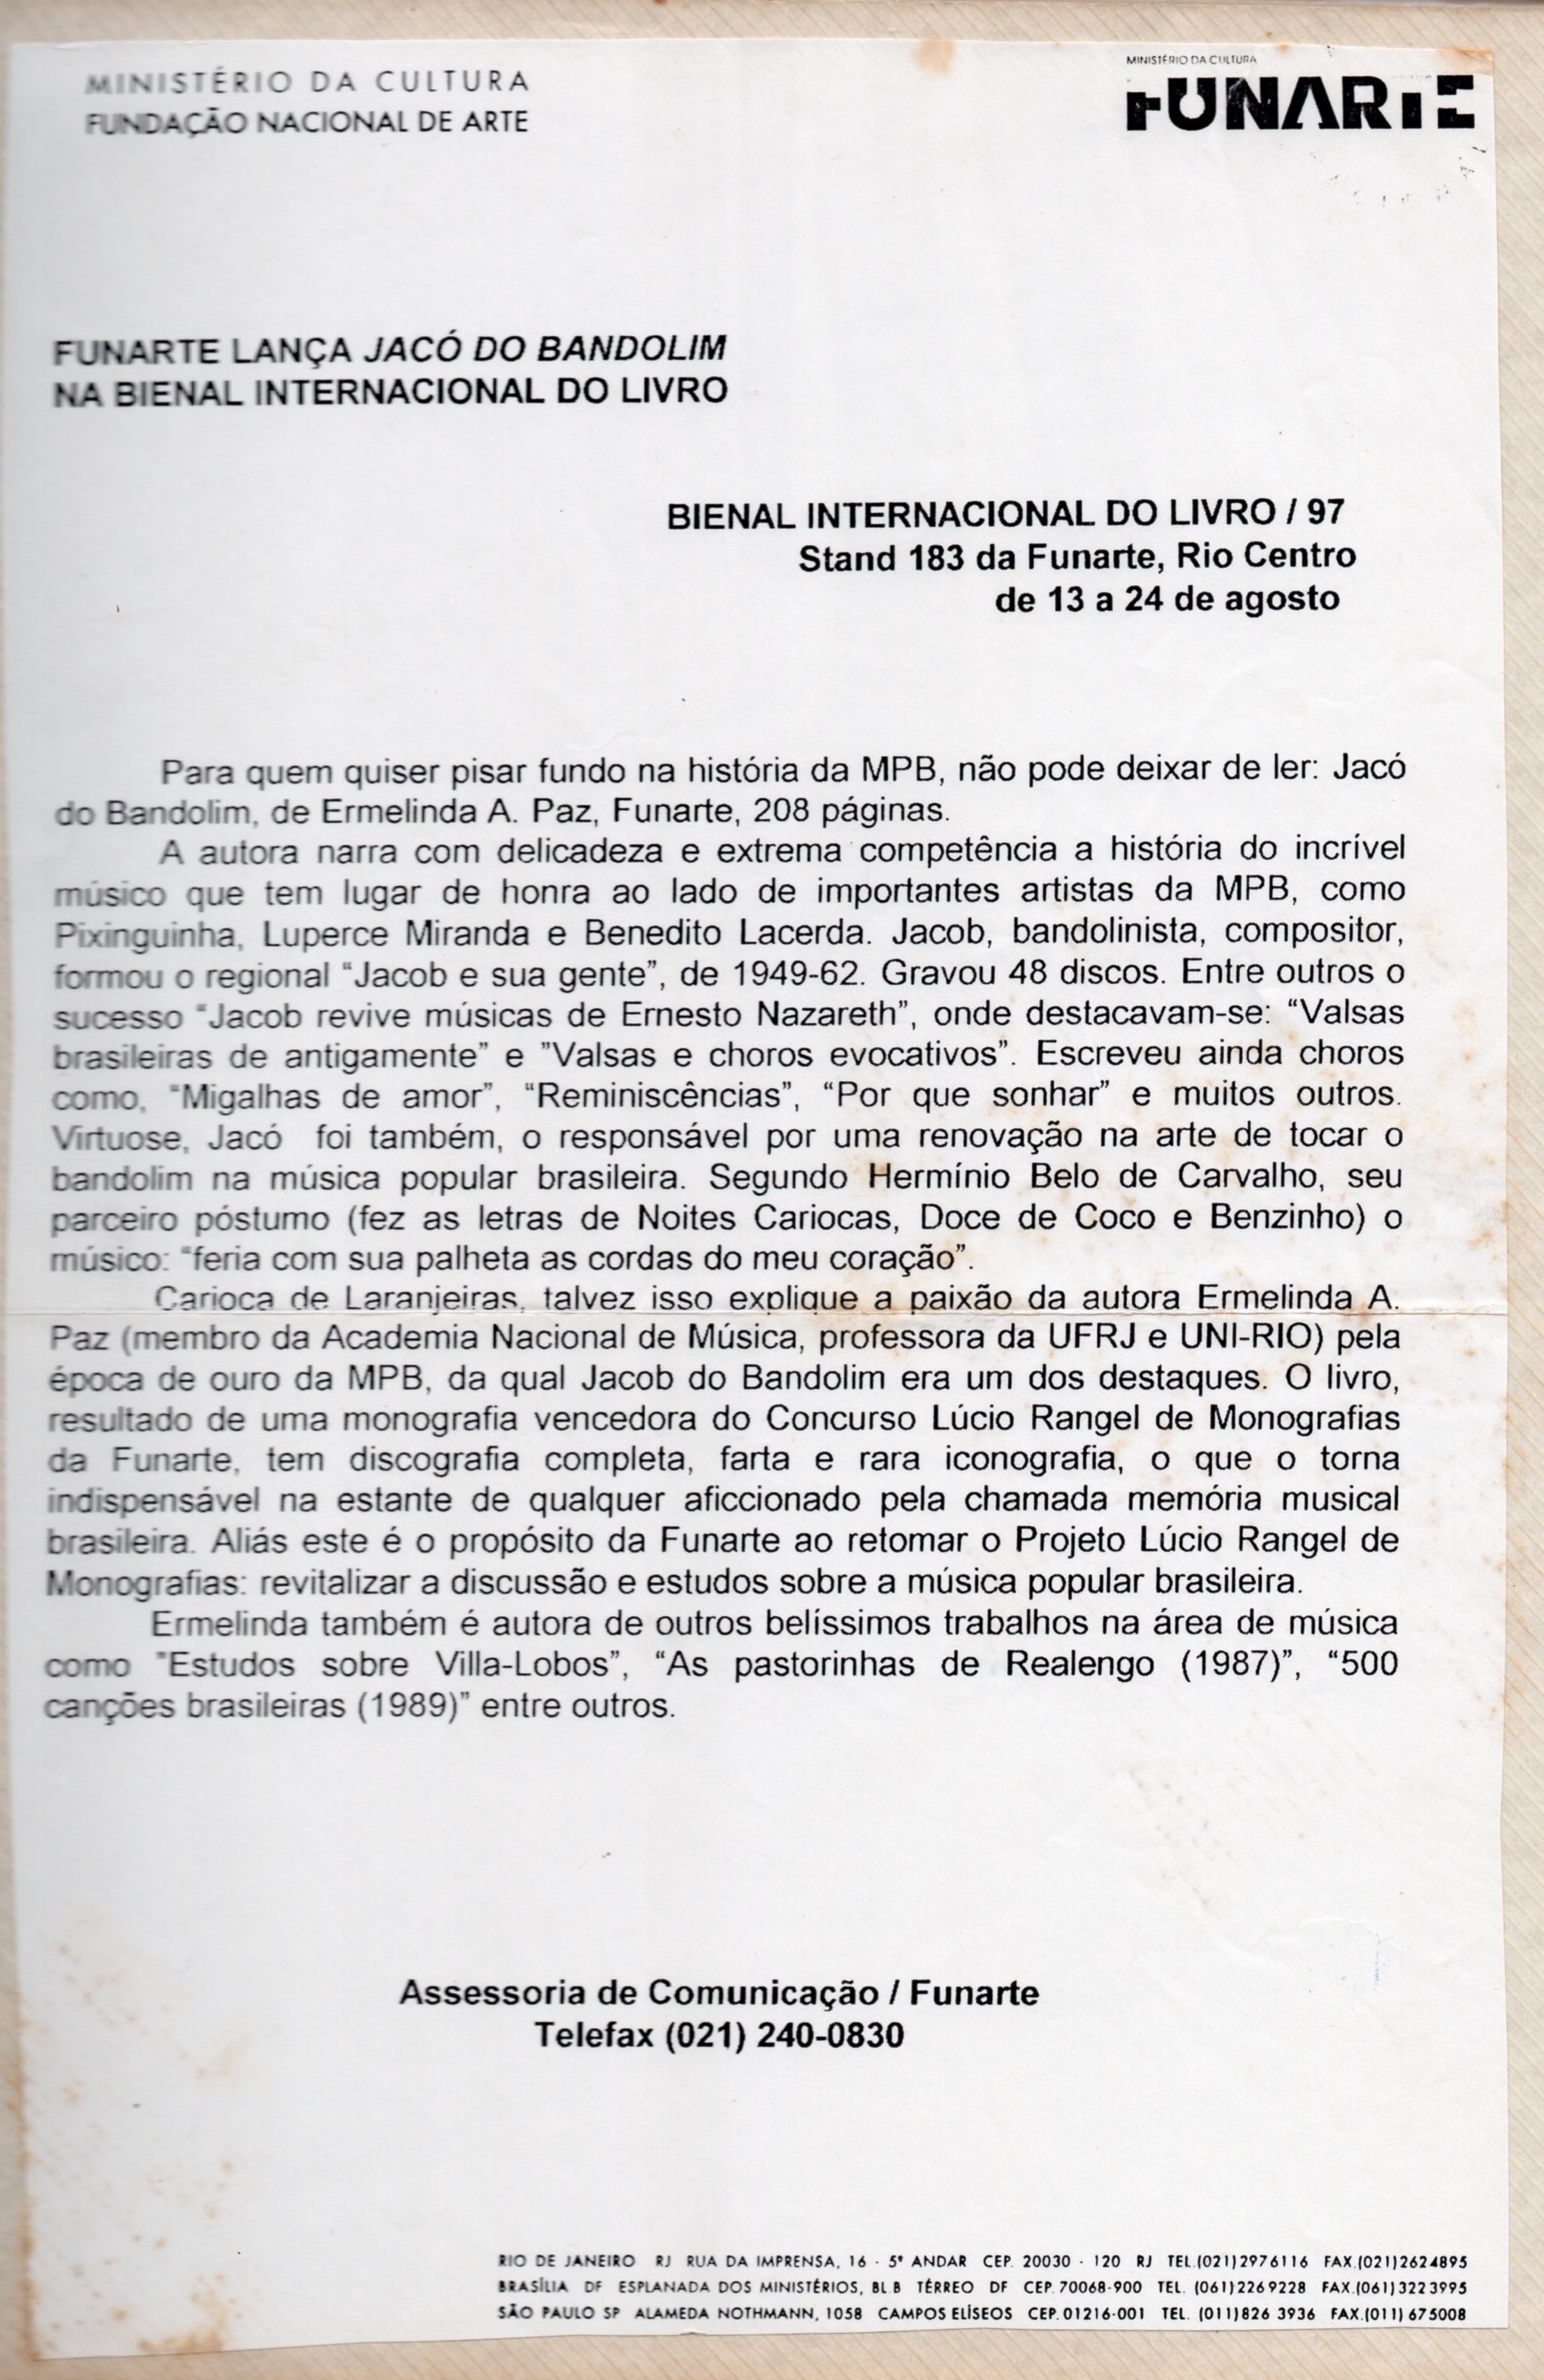 MINISTÉRIO DA CULTURA
FUNDAÇÃO NACIONAL DE ARTE
MINISTÉRIO DA CULTURA
FUNARTE
FUNARTE LANÇA JACÓ DO BANDOLIM
NA BIENAL INTERNACIONAL DO LIVRO
BIENAL INTERNACIONAL DO LIVRO / 97
Stand 183 da Funarte, Rio Centro
de 13 a 24 de agosto
Para quem quiser pisar fundo na história da MPB, não pode deixar de ler: Jacó
do Bandolim, de Ermelinda A. Paz, Funarte, 208 páginas.
A autora narra com delicadeza e extrema competência a história do incrível
músico que tem lugar de honra ao lado de importantes artistas da MPB, como
Pixinguinha, Luperce Miranda e Benedito Lacerda. Jacob, bandolinista, compositor,
formou o regional “Jacob e sua gente”, de 1949-62. Gravou 48 discos. Entre outros o
sucesso “Jacob revive músicas de Ernesto Nazareth”, onde destacavam-se: “Valsas
brasileiras de antigamente” e ”Valsas e choros evocativos”. Escreveu ainda choros
como, “Migalhas de amor”, “Reminiscências”, “Por que sonhar” e muitos outros.
Virtuose, Jacó foi também, o responsável por uma renovação na arte de tocar o
bandolim na música popular brasileira. Segundo Hermínio Belo de Carvalho, seu
parceiro póstumo (fez as letras de Noites Cariocas, Doce de Coco e Benzinho) o
músico: “feria com sua palheta as cordas do meu coração”.
Carioca de Laranjeiras, talvez isso explique a paixão da autora Ermelinda A.
Paz (membro da Academia Nacional de Música, professora da UFRJ e UNI-RIO) pela
época de ouro da MPB, da qual Jacob do Bandolim era um dos destaques. O livro,
resultado de uma monografia vencedora do Concurso Lúcio Rangel de Monografias
da Funarte, tem discografia completa, farta e rara iconografia, o que o torna
indispensável na estante de qualquer aficcionado pela chamada memória musical
brasileira. Aliás este é o propósito da Funarte ao retomar o Projeto Lúcio Rangel de
Monografias: revitalizar a discussão e estudos sobre a música popular brasileira.
Ermelinda também é autora de outros belíssimos trabalhos na área de música
como “Estudos sobre Villa-Lobos”, “As pastorinhas de Realengo (1987)”, “500
canções brasileiras (1989)” entre outros.
Assessoria de Comunicação / Funarte
Telefax (021) 240-0830
RIO DE JANEIRO RJ RUA DA IMPRENSA, 16 - 5º ANDAR CEP. 20030 - 120 RJ TEL.(021)2976116 FAX.(021)2624895
BRASÍLIA DF ESPLANADA DOS MINISTÉRIOS, BL B TÉRREO DF CEP. 70068-900 TEL. (061)2269228 FAX.(061)3223995
SÃO PAULO SP ALAMEDA NOTHMANN, 1058 CAMPOS ELÍSEOS CEP. 01216-001 TEL. (011)826 3936 FAX.(011) 675008